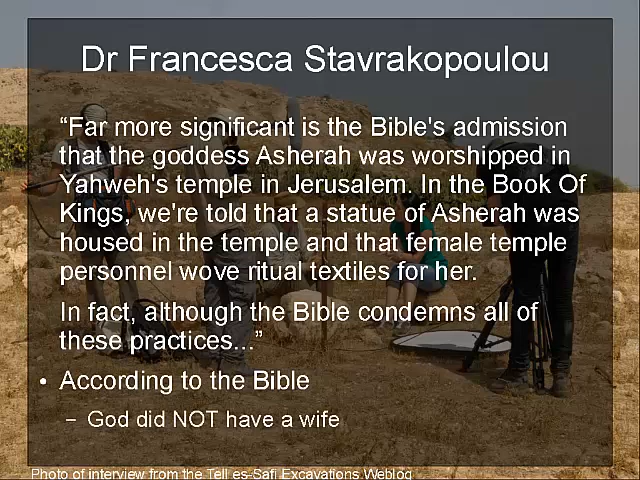 Dr Francesca Stavrakopoulou
“Far more significant is the Bible's admission
that the goddess Asherah was worshipped in
Yahweh's temple in Jerusalem. In the Book Of
Kings, we're told that a statue of Asherah was
housed in the temple and that female temple
personnel wove ritual textiles for her.
In fact, although the Bible condemns all of
these practices...”
• According to the Bible
– God did NOT have a wife
Photo of interview from the Tell es-Safi Excavations Weblog